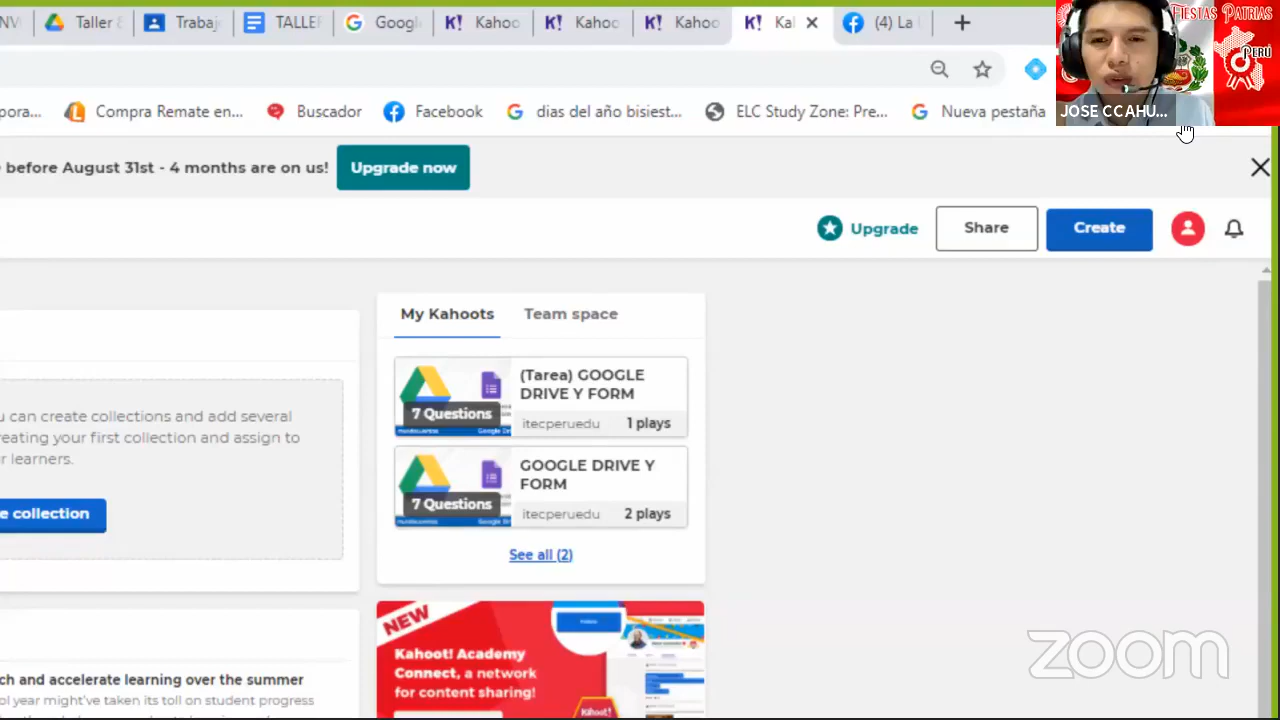 Taller
Trabaj
TALLER
Googl
K! Kahoo
K! Kahoo
K! Kahoo
K! Kal
(4) La
FIESTAS PATRIAS
PERÚ
JOSE CCAHU...
pora...
Compra Remate en...
Buscador
Facebook
dias del año bisiest...
ELC Study Zone: Pre...
Nueva pestaña
before August 31st - 4 months are on us!
Upgrade now
Upgrade
Share
Create
My Kahoots
Team space
(Tarea) GOOGLE
DRIVE Y FORM
7 Questions
itecperuedu
1 plays
GOOGLE DRIVE Y
FORM
7 Questions
itecperuedu
2 plays
See all (2)
u can create collections and add several
reating your first collection and assign to
r learners.
e collection
NEW
Kahoot! Academy
Connect, a network
for content sharing!
Kahoot!
ch and accelerate learning over the summer
ol year might've taken its toll on student progress
zoom